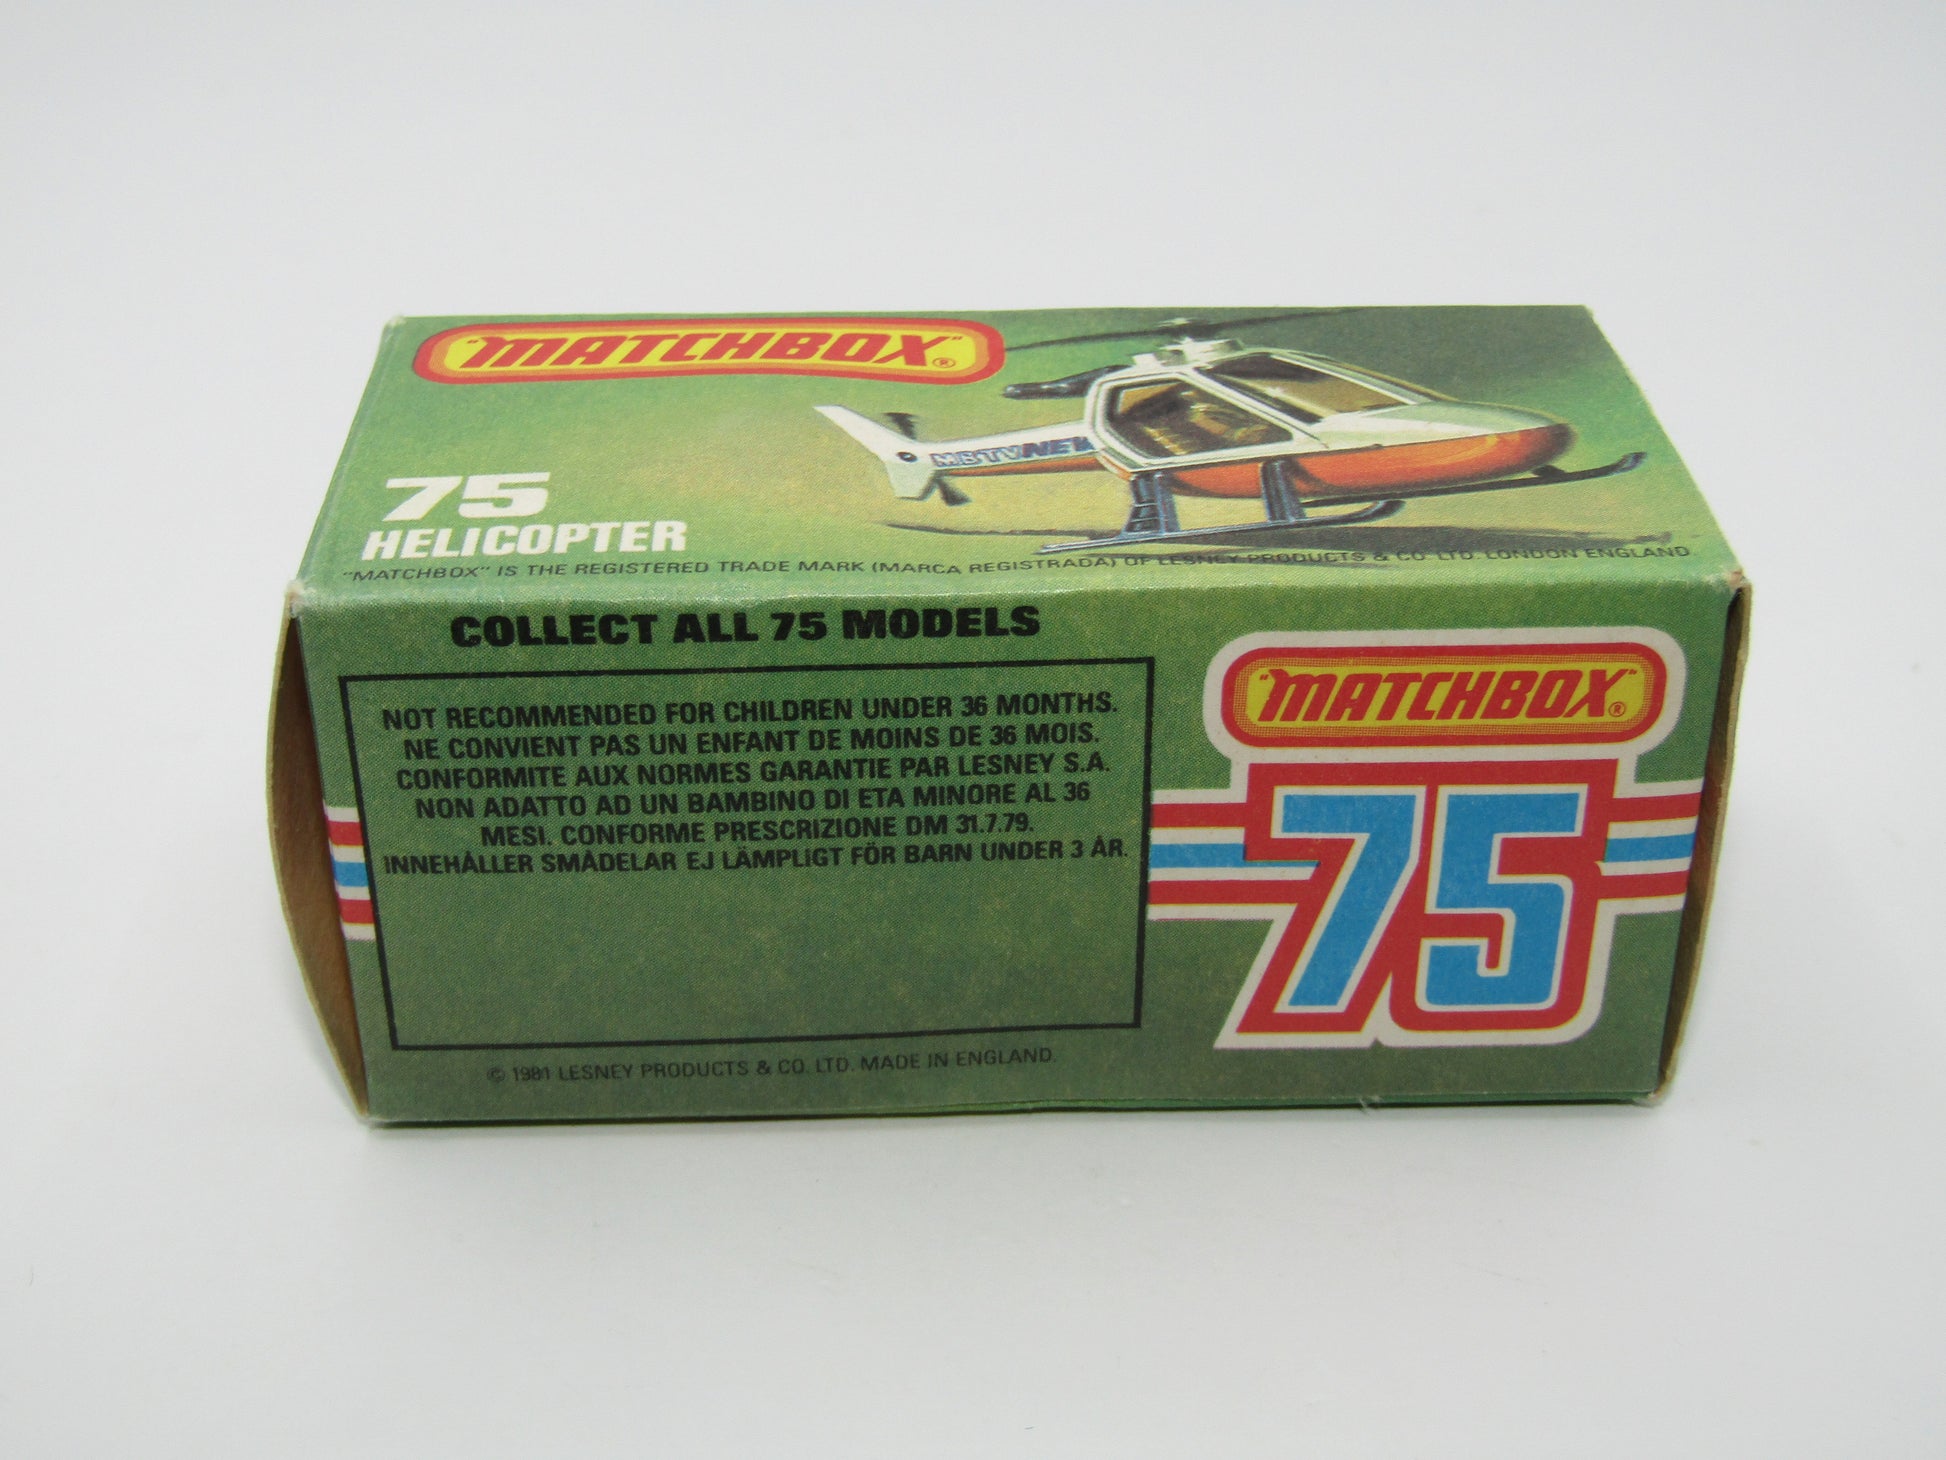 "MATCHBOX"®
MBTV NEW
75
HELICOPTER
"MATCHBOX" IS THE REGISTERED TRADE MARK (MARCA REGISTRADA) OF LESNEY PRODUCTS & CO. LTD. LONDON ENGLAND
COLLECT ALL 75 MODELS
NOT RECOMMENDED FOR CHILDREN UNDER 36 MONTHS.
NE CONVIENT PAS UN ENFANT DE MOINS DE 36 MOIS.
CONFORMITE AUX NORMES GARANTIE PAR LESNEY S.A.
NON ADATTO AD UN BAMBINO DI ETA MINORE AL 36
MESI. CONFORME PRESCRIZIONE DM 31.7.79.
INNEHÅLLER SMÅDELAR EJ LÄMPLIGT FÖR BARN UNDER 3 ÅR.
© 1981 LESNEY PRODUCTS & CO. LTD. MADE IN ENGLAND.
"MATCHBOX"®
75